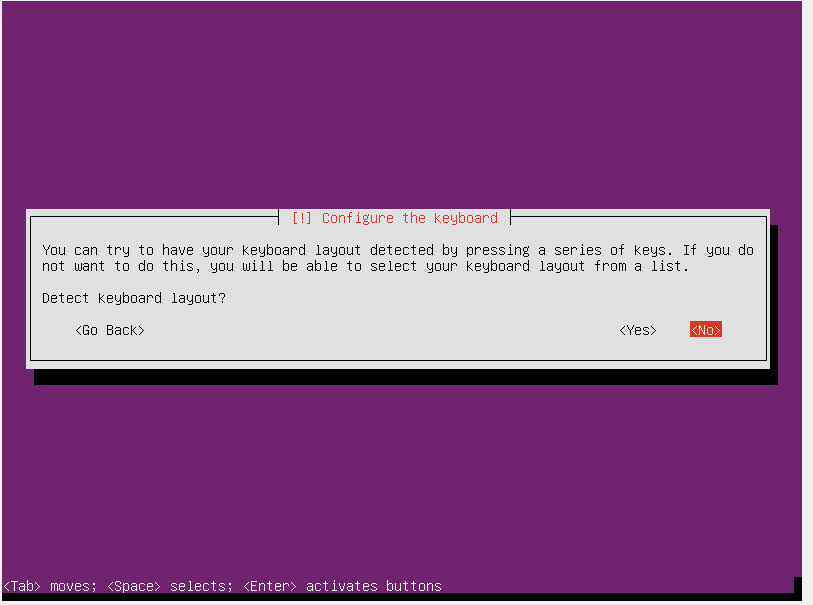 [!] Configure the keyboard
You can try to have your keyboard layout detected by pressing a series of keys. If you do
not want to do this, you will be able to select your keyboard layout from a list.
Detect keyboard layout?
<Go Back> <Yes> <No>
<Tab> moves; <Space> selects; <Enter> activates buttons